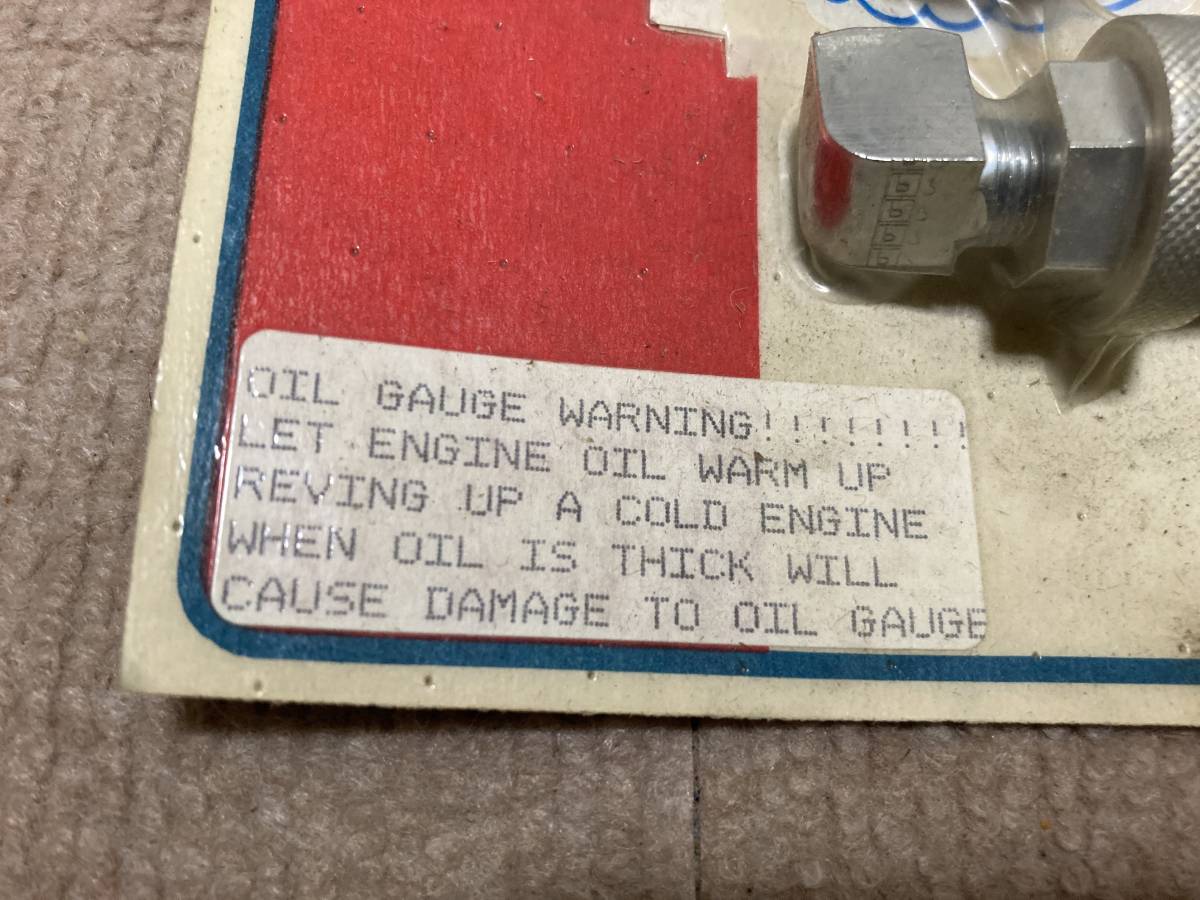 OIL GAUGE WARNING!!!!!!!!
LET ENGINE OIL WARM UP
REVING UP A COLD ENGINE
WHEN OIL IS THICK WILL
CAUSE DAMAGE TO OIL GAUGE